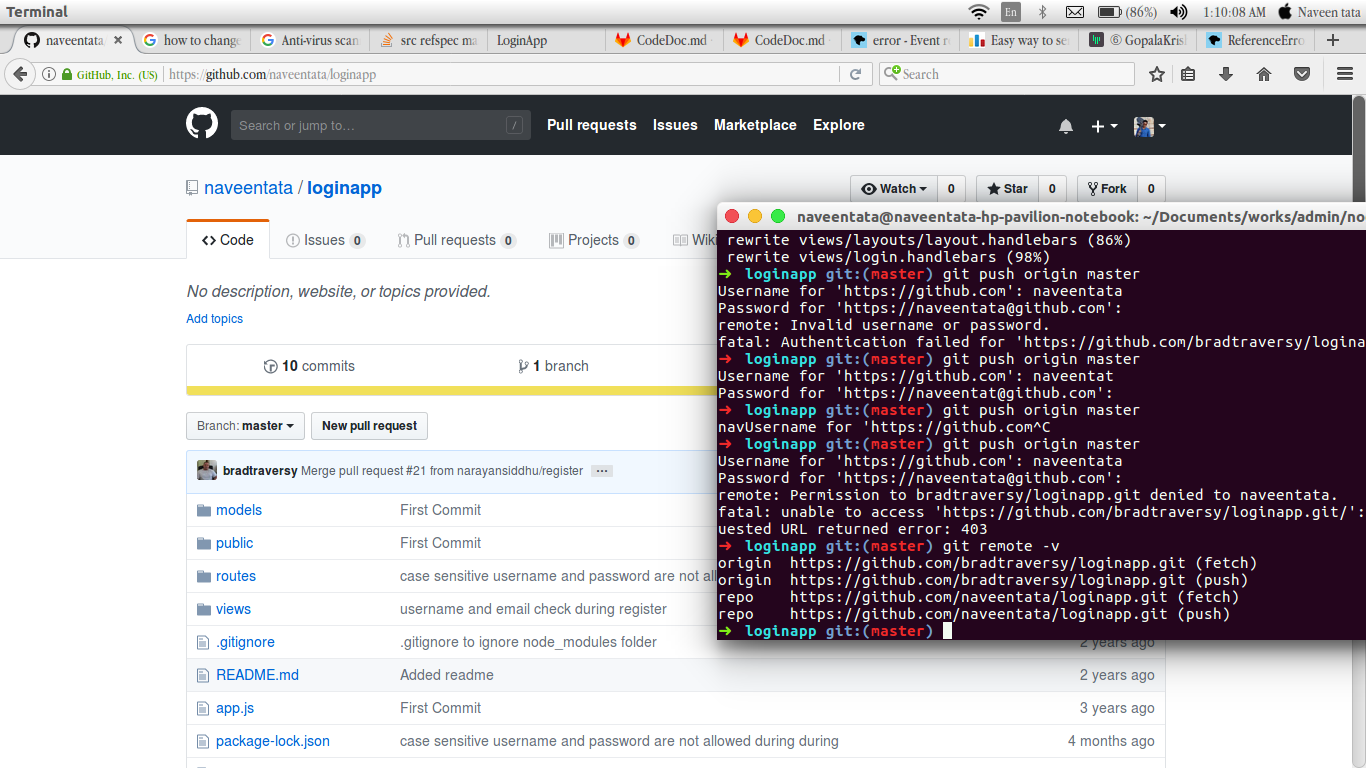 Terminal
En
(86%)
1:10:08 AM
Naveen tata
naveentata
how to change
Anti-virus scan
src refspec ma
LoginApp
CodeDoc.md
CodeDoc.md
error - Event r
Easy way to se
⑥ GopalaKrish
ReferenceErro
GitHub, Inc. (US)
https://github.com/naveentata/loginapp
Search
Search or jump to…
/
Pull requests
Issues
Marketplace
Explore
naveentata / loginapp
Watch
0
Star
0
Fork
0
Code
Issues 0
Pull requests 0
Projects 0
Wiki
No description, website, or topics provided.
Add topics
10 commits
1 branch
Branch: master
New pull request
bradtraversy Merge pull request #21 from narayansiddhu/register
models
First Commit
public
First Commit
routes
case sensitive username and password are not all
views
username and email check during register
.gitignore
.gitignore to ignore node_modules folder
2 years ago
README.md
Added readme
2 years ago
app.js
First Commit
3 years ago
package-lock.json
case sensitive username and password are not allowed during during
4 months ago
naveentata@naveentata-hp-pavilion-notebook: ~/Documents/works/admin/no
rewrite views/layouts/layout.handlebars (86%)
rewrite views/login.handlebars (98%)
➜ loginapp git:(master) git push origin master
Username for 'https://github.com': naveentata
Password for 'https://naveentata@github.com':
remote: Invalid username or password.
fatal: Authentication failed for 'https://github.com/bradtraversy/logina
➜ loginapp git:(master) git push origin master
Username for 'https://github.com': naveentat
Password for 'https://naveentat@github.com':
➜ loginapp git:(master) git push origin master
navUsername for 'https://github.com^C
➜ loginapp git:(master) git push origin master
Username for 'https://github.com': naveentata
Password for 'https://naveentata@github.com':
remote: Permission to bradtraversy/loginapp.git denied to naveentata.
fatal: unable to access 'https://github.com/bradtraversy/loginapp.git/':
uested URL returned error: 403
➜ loginapp git:(master) git remote -v
origin https://github.com/bradtraversy/loginapp.git (fetch)
origin https://github.com/bradtraversy/loginapp.git (push)
repo https://github.com/naveentata/loginapp.git (fetch)
repo https://github.com/naveentata/loginapp.git (push)
➜ loginapp git:(master)